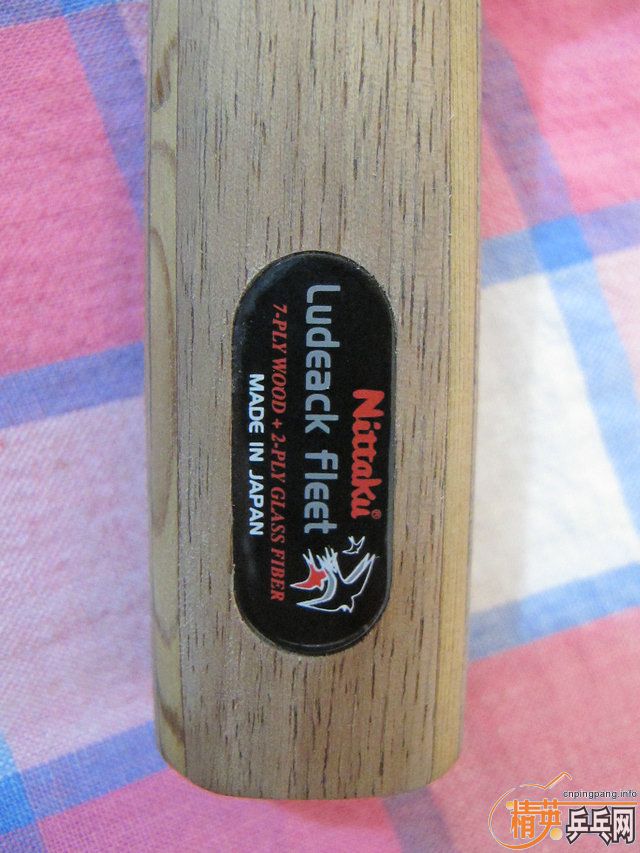 Nittaku®
Ludeack fleet
7-PLY WOOD + 2-PLY GLASS FIBER
MADE IN JAPAN
cnpingpang.info
精英乒乓网